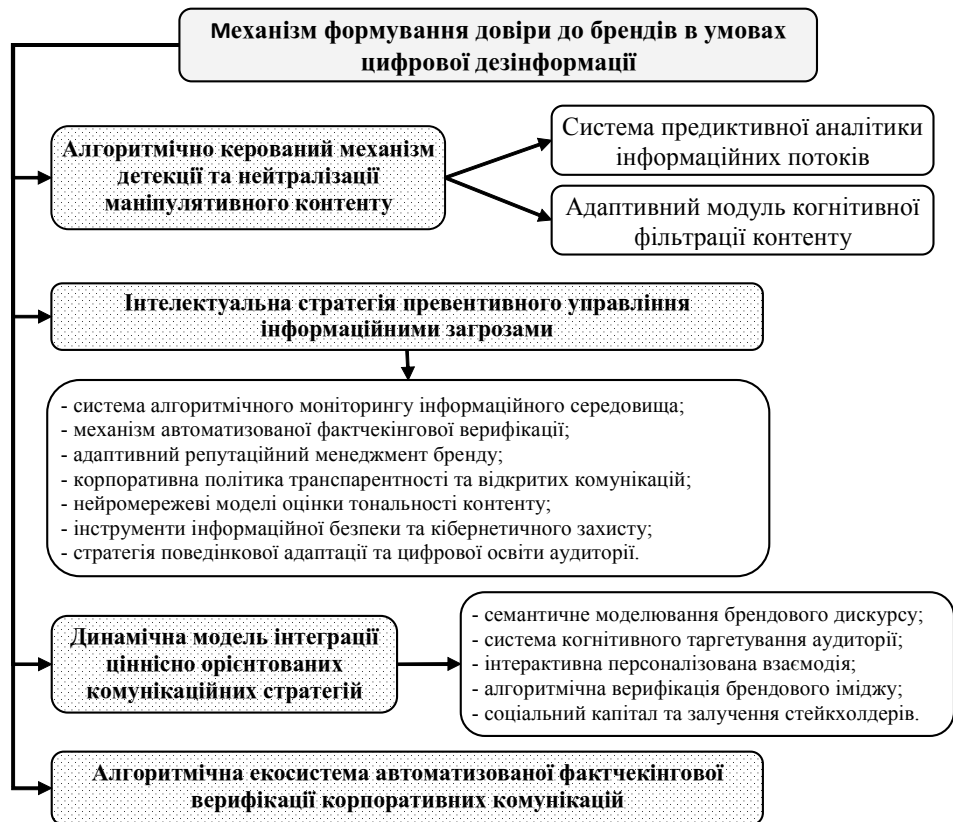 Механізм формування довіри до брендів в умовах
цифрової дезінформації
Алгоритмічно керований механізм
детекції та нейтралізації
маніпулятивного контенту
Система предиктивної аналітики
інформаційних потоків
Адаптивний модуль когнітивної
фільтрації контенту
Інтелектуальна стратегія превентивного управління
інформаційними загрозами
- система алгоритмічного моніторингу інформаційного середовища;
- механізм автоматизованої фактчекінгової верифікації;
- адаптивний репутаційний менеджмент бренду;
- корпоративна політика транспарентності та відкритих комунікацій;
- нейромережеві моделі оцінки тональності контенту;
- інструменти інформаційної безпеки та кібернетичного захисту;
- стратегія поведінкової адаптації та цифрової освіти аудиторії.
Динамічна модель інтеграції
ціннісно орієнтованих
комунікаційних стратегій
- семантичне моделювання брендового дискурсу;
- система когнітивного таргетування аудиторії;
- інтерактивна персоналізована взаємодія;
- алгоритмічна верифікація брендового іміджу;
- соціальний капітал та залучення стейкхолдерів.
Алгоритмічна екосистема автоматизованої фактчекінгової
верифікації корпоративних комунікацій